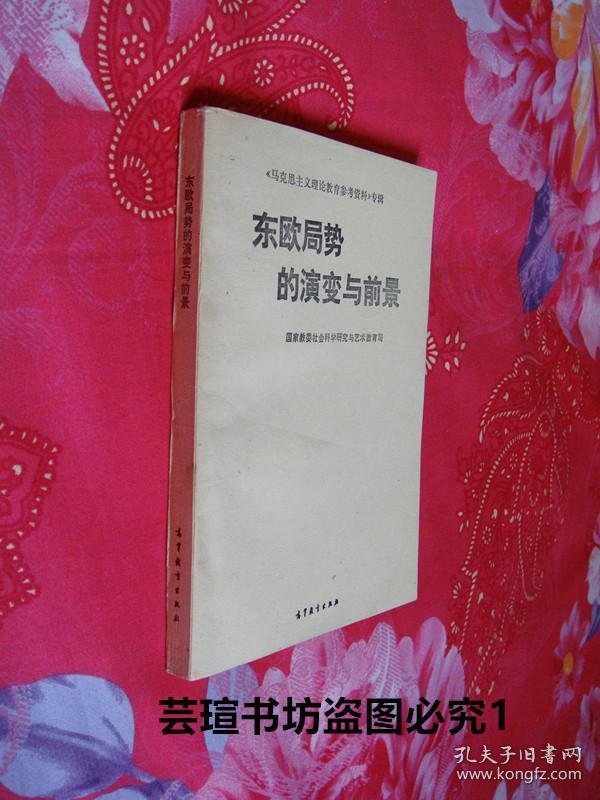 《马克思主义理论教育参考资料》专辑
东欧局势
的演变与前景
国家教委社会科学研究与艺术教育司
高等教育出版社
东欧局势的演变与前景
高等教育出版社
芸瑄书坊盗图必究1
孔夫子旧书网
www.kongfz.com